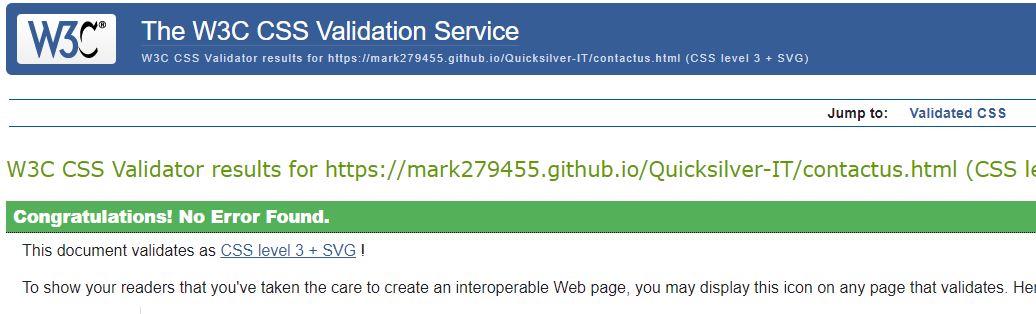 W3C®
The W3C CSS Validation Service
W3C CSS Validator results for https://mark279455.github.io/Quicksilver-IT/contactus.html (CSS level 3 + SVG)
Jump to: Validated CSS
W3C CSS Validator results for https://mark279455.github.io/Quicksilver-IT/contactus.html (CSS le
Congratulations! No Error Found.
This document validates as CSS level 3 + SVG !
To show your readers that you've taken the care to create an interoperable Web page, you may display this icon on any page that validates. Her